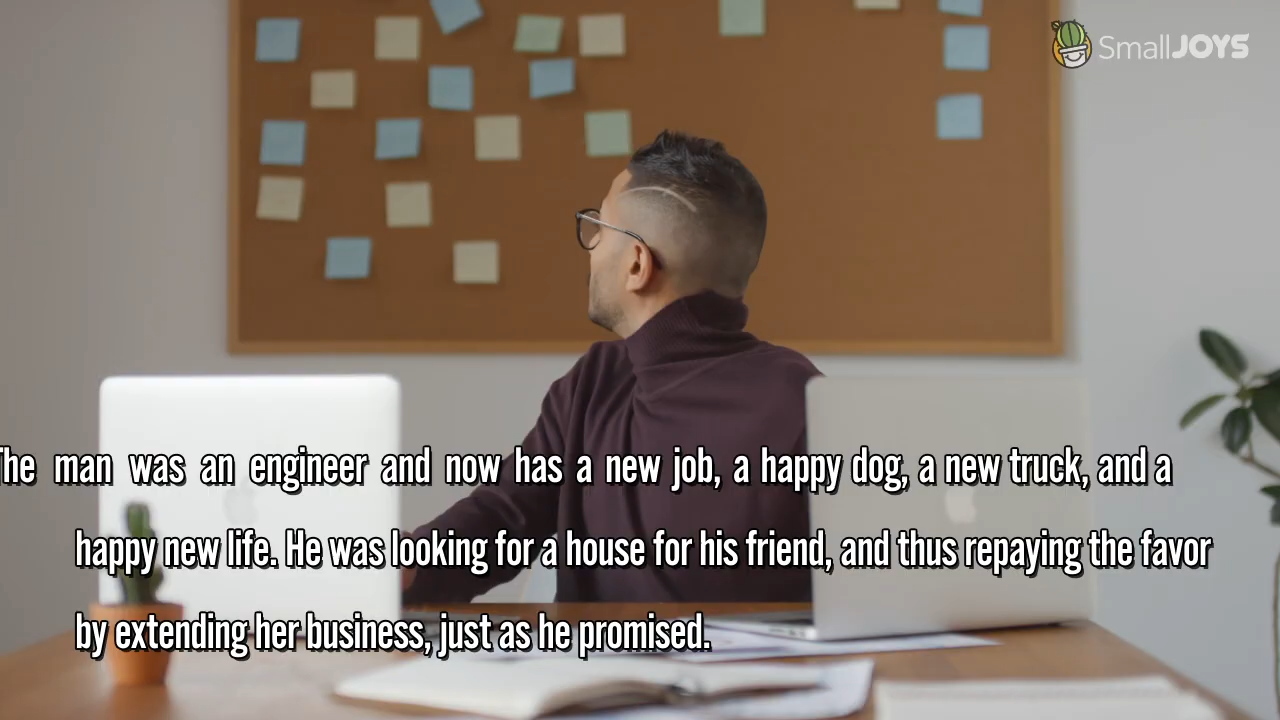 SmallJOYS
The man was an engineer and now has a new job, a happy dog, a new truck, and a
happy new life. He was looking for a house for his friend, and thus repaying the favor
by extending her business, just as he promised.